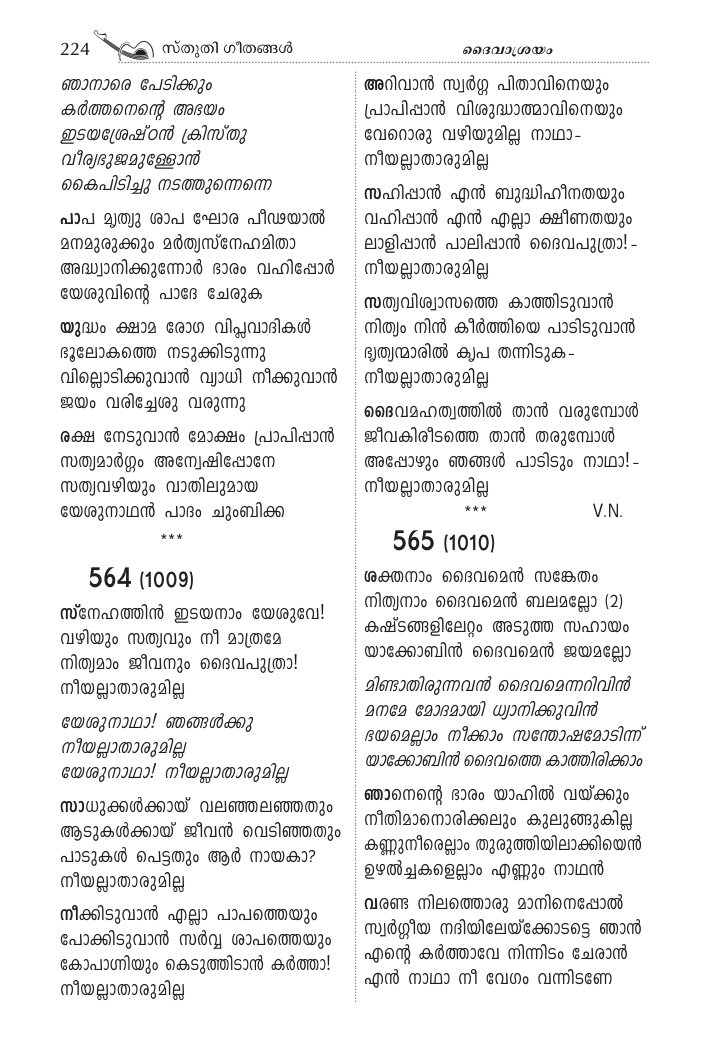 224 സ്തുതി ഗീതങ്ങൾ
ദൈവാശ്രയം
ഞാനാരെ പേടിക്കും
കർത്തനെന്റെ അഭയം
ഇടയശ്രേഷ്ഠൻ ക്രിസ്തു
വീര്യഭുജമുള്ളോൻ
കൈപിടിച്ചു നടത്തുന്നെന്നെ
പാപ മൃത്യു ശാപ ഘോര പീഢയാൽ
മനമുരുക്കും മർത്യസ്നേഹമിതാ
അദ്ധ്വാനിക്കുന്നോർ ഭാരം വഹിപ്പോർ
യേശുവിന്റെ പാദേ ചേരുക
യുദ്ധം ക്ഷാമ രോഗ വിപ്ലവാദികൾ
ഭൂലോകത്തെ നടുക്കിടുന്നു
വില്ലൊടിക്കുവാൻ വ്യാധി നീക്കുവാൻ
ജയം വരിച്ചേശു വരുന്നു
രക്ഷ നേടുവാൻ മോക്ഷം പ്രാപിപ്പാൻ
സത്യമാർഗ്ഗം അന്വേഷിപ്പോനേ
സത്യവഴിയും വാതിലുമായ
യേശുനാഥൻ പാദം ചുംബിക്ക
***
564 (1009)
സ്നേഹത്തിൻ ഇടയനാം യേശുവേ!
വഴിയും സത്യവും നീ മാത്രമേ
നിത്യമാം ജീവനും ദൈവപുത്രാ!
നീയല്ലാതാരുമില്ല
യേശുനാഥാ! ഞങ്ങൾക്കു
നീയല്ലാതാരുമില്ല
യേശുനാഥാ! നീയല്ലാതാരുമില്ല
സാധുക്കൾക്കായ് വലഞ്ഞലഞ്ഞതും
ആടുകൾക്കായ് ജീവൻ വെടിഞ്ഞതും
പാടുകൾ പെട്ടതും ആർ നായകാ?
നീയല്ലാതാരുമില്ല
നീക്കിടുവാൻ എല്ലാ പാപത്തെയും
പോക്കിടുവാൻ സർവ്വ ശാപത്തെയും
കോപാഗ്നിയും കെടുത്തിടാൻ കർത്താ!
നീയല്ലാതാരുമില്ല
അറിവാൻ സ്വർഗ്ഗ പിതാവിനെയും
പ്രാപിപ്പാൻ വിശുദ്ധാത്മാവിനെയും
വേറൊരു വഴിയുമില്ല നാഥാ-
നീയല്ലാതാരുമില്ല
സഹിപ്പാൻ എൻ ബുദ്ധിഹീനതയും
വഹിപ്പാൻ എൻ എല്ലാ ക്ഷീണതയും
ലാളിപ്പാൻ പാലിപ്പാൻ ദൈവപുത്രാ!-
നീയല്ലാതാരുമില്ല
സത്യവിശ്വാസത്തെ കാത്തിടുവാൻ
നിത്യം നിൻ കീർത്തിയെ പാടിടുവാൻ
ഭൃത്യന്മാരിൽ കൃപ തന്നിടുക-
നീയല്ലാതാരുമില്ല
ദൈവമഹത്വത്തിൽ താൻ വരുമ്പോൾ
ജീവകിരീടത്തെ താൻ തരുമ്പോൾ
അപ്പോഴും ഞങ്ങൾ പാടിടും നാഥാ!-
നീയല്ലാതാരുമില്ല
*** V.N.
565 (1010)
ശക്തനാം ദൈവമെൻ സങ്കേതം
നിത്യനാം ദൈവമെൻ ബലമല്ലോ (2)
കഷ്ടങ്ങളിലേറ്റം അടുത്ത സഹായം
യാക്കോബിൻ ദൈവമെൻ ജയമല്ലോ
മിണ്ടാതിരുന്നവൻ ദൈവമെന്നറിവിൻ
മനമേ മോദമായി ധ്യാനിക്കുവിൻ
ഭയമെല്ലാം നീക്കാം സന്തോഷമോടിന്ന്
യാക്കോബിൻ ദൈവത്തെ കാത്തിരിക്കാം
ഞാനെന്റെ ഭാരം യാഹിൽ വയ്ക്കും
നീതിമാനൊരിക്കലും കുലുങ്ങുകില്ല
കണ്ണുനീരെല്ലാം തുരുത്തിയിലാക്കിയെൻ
ഉഴൽച്ചകളെല്ലാം എണ്ണും നാഥൻ
വരണ്ട നിലത്തൊരു മാനിനെപ്പോൽ
സ്വർഗ്ഗീയ നദിയിലേയ്ക്കോടട്ടെ ഞാൻ
എന്റെ കർത്താവേ നിന്നിടം ചേരാൻ
എൻ നാഥാ നീ വേഗം വന്നിടണേ